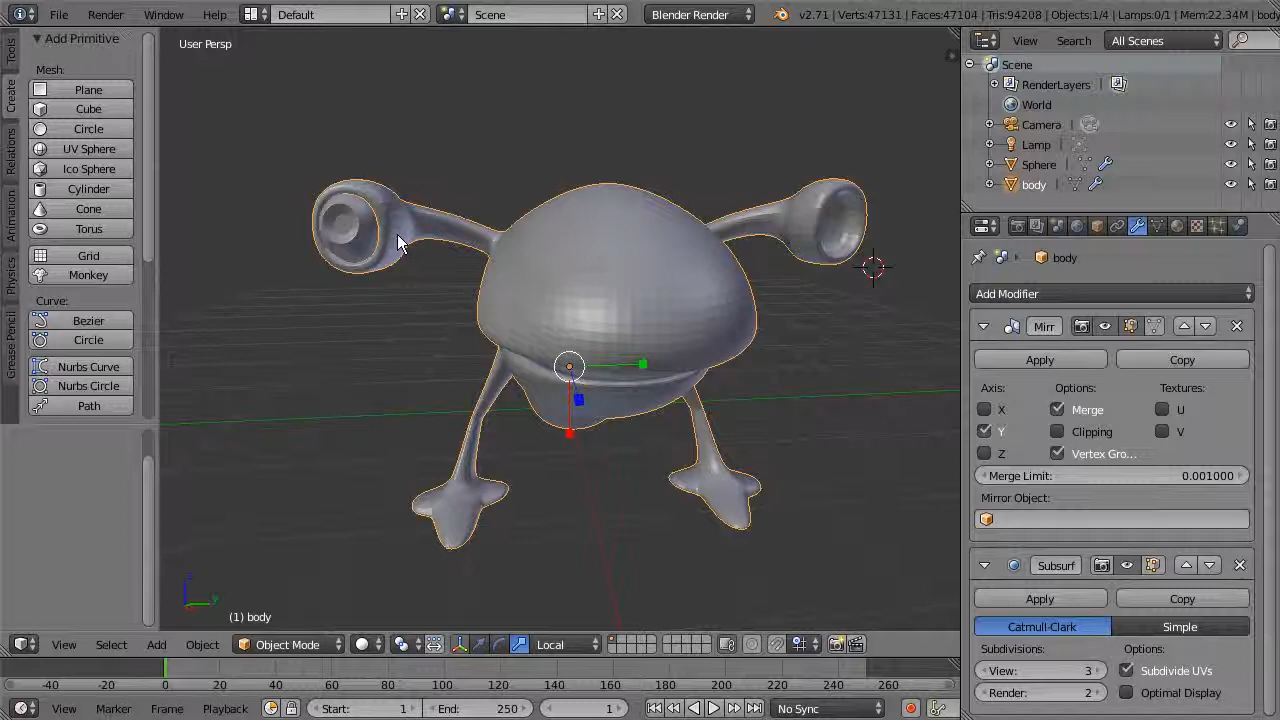 File Render Window Help Default Scene Blender Render v2.71 | Verts:47131 | Faces:47104 | Tris:94208 | Objects:1/4 | Lamps:0/1 | Mem:22.34M | body
Tools
Create
Relations
Animation
Physics
Grease Pencil
Add Primitive
Mesh:
Plane
Cube
Circle
UV Sphere
Ico Sphere
Cylinder
Cone
Torus
Grid
Monkey
Curve:
Bezier
Circle
Nurbs Curve
Nurbs Circle
Path
User Persp
(1) body
View Select Add Object Object Mode Local
-40 -20 0 20 40 60 80 100 120 140 160 180 200 220 240 260
View Marker Frame Playback Start: 1 End: 250 1 No Sync
View Search All Scenes
Scene
RenderLayers
World
Camera
Lamp
Sphere
body
body
Add Modifier
Mirr
Apply Copy
Axis: Options: Textures:
X Merge U
Y Clipping V
Z Vertex Gro...
Merge Limit: 0.001000
Mirror Object:
Subsurf
Apply Copy
Catmull-Clark Simple
Subdivisions: Options:
View: 3 Subdivide UVs
Render: 2 Optimal Display